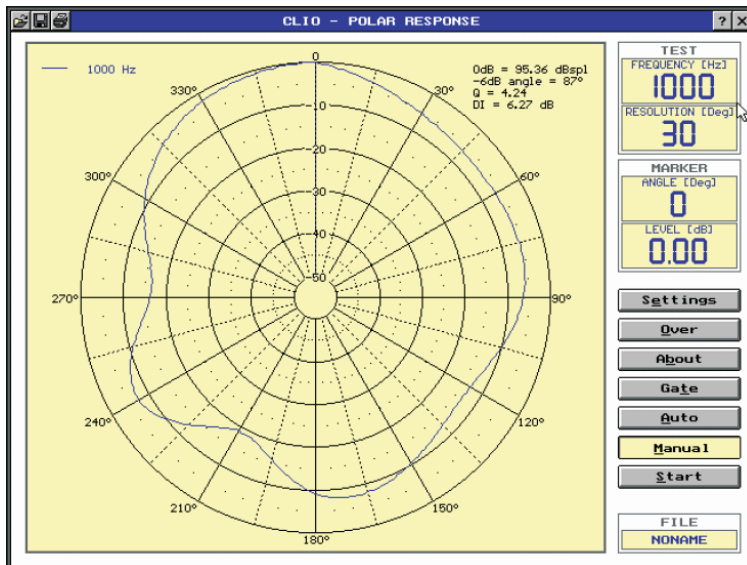 CLIO - POLAR RESPONSE
? ×
1000 Hz
0dB = 95.36 dBspl
-6dB angle = 87°
Q = 4.24
DI = 6.27 dB
0
30°
60°
90°
120°
150°
180°
210°
240°
270°
300°
330°
-10
-20
-30
-40
-50
TEST
FREQUENCY [Hz]
1000
RESOLUTION [Deg]
30
MARKER
ANGLE [Deg]
0
LEVEL [dB]
0.00
Settings
Over
About
Gate
Auto
Manual
Start
FILE
NONAME